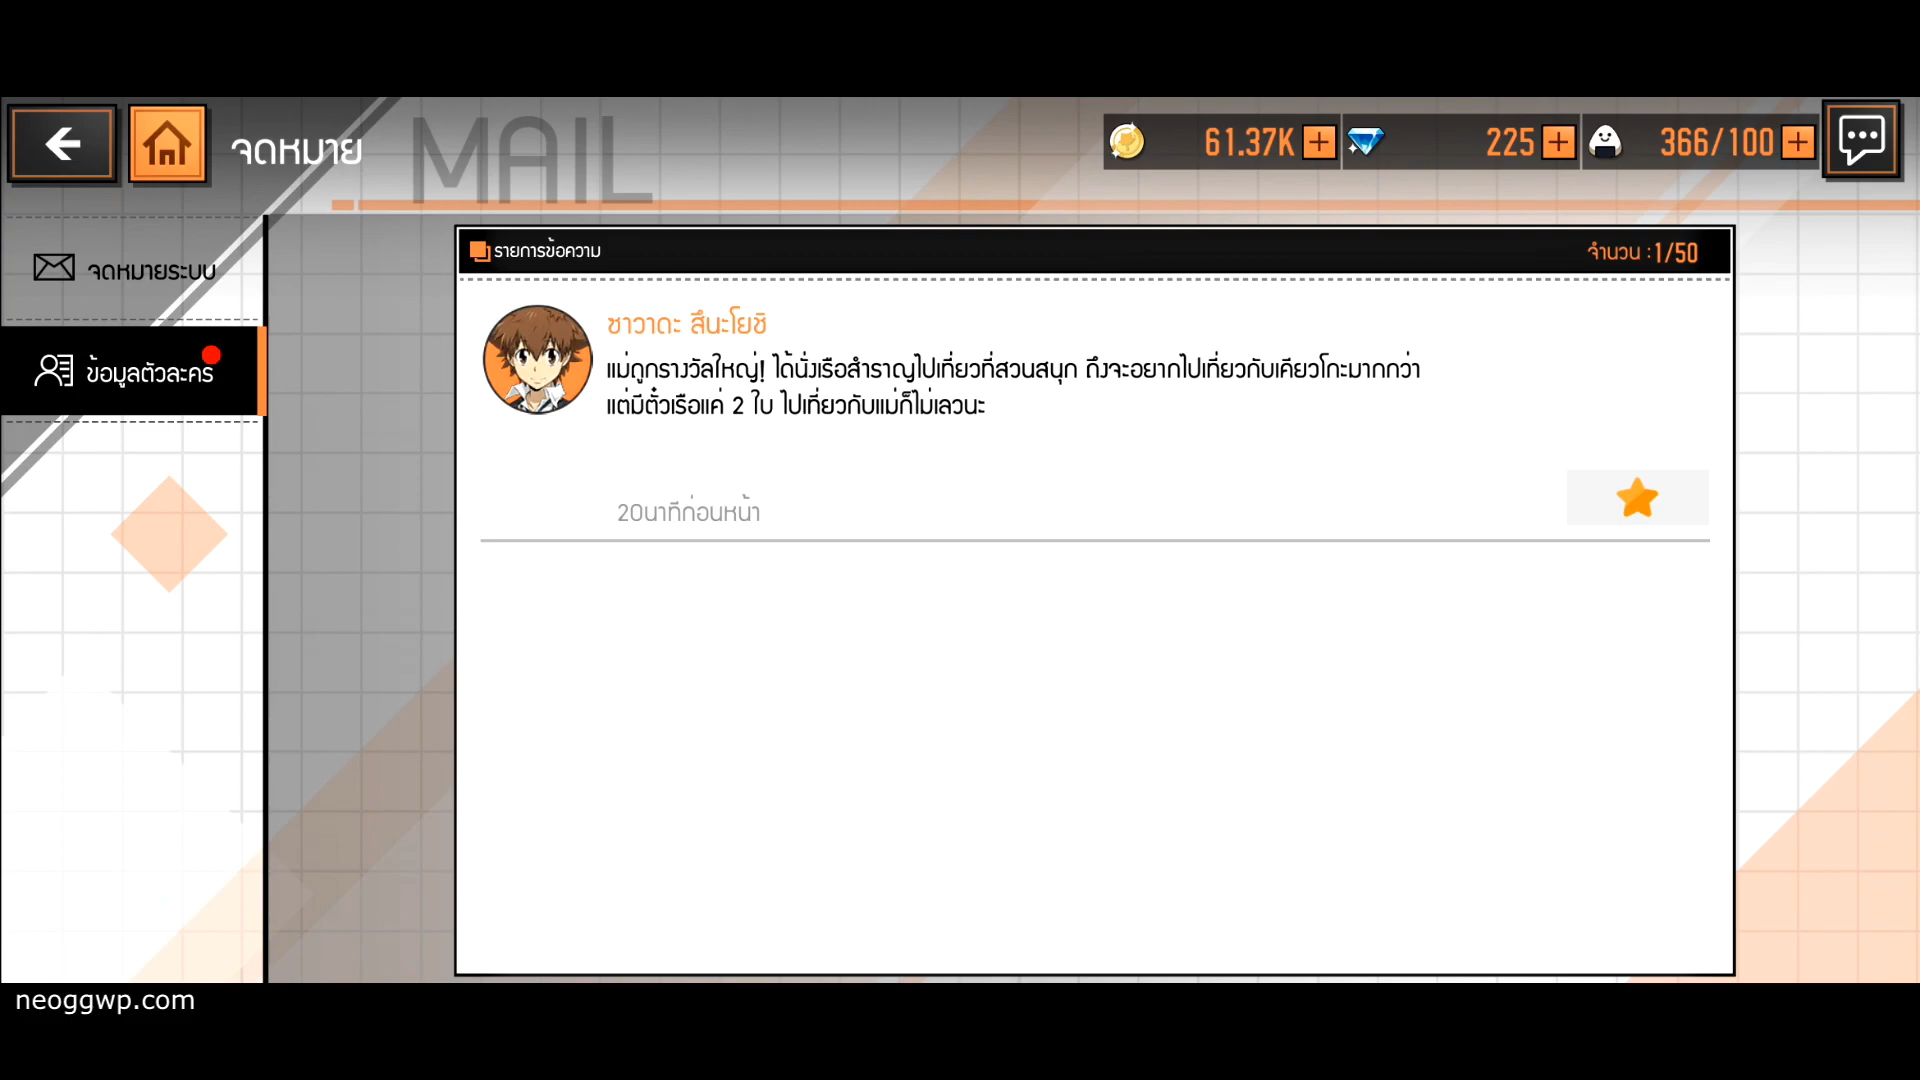 จดหมาย
MAIL
61.37K
225
366/100
จดหมายระบบ
ข้อมูลตัวละคร
รายการข้อความ
จำนวน :1/50
ซาวาดะ สึนะโยชิ
แม่ถูกรางวัลใหญ่! ได้นั่งเรือสำราญไปเที่ยวที่สวนสนุก ถึงจะอยากไปเที่ยวกับเคียวโกะมากกว่า
แต่มีตั๋วเรือแค่ 2 ใบ ไปเที่ยวกับแม่ก็ไม่เลวนะ
20นาทีก่อนหน้า
neoggwp.com